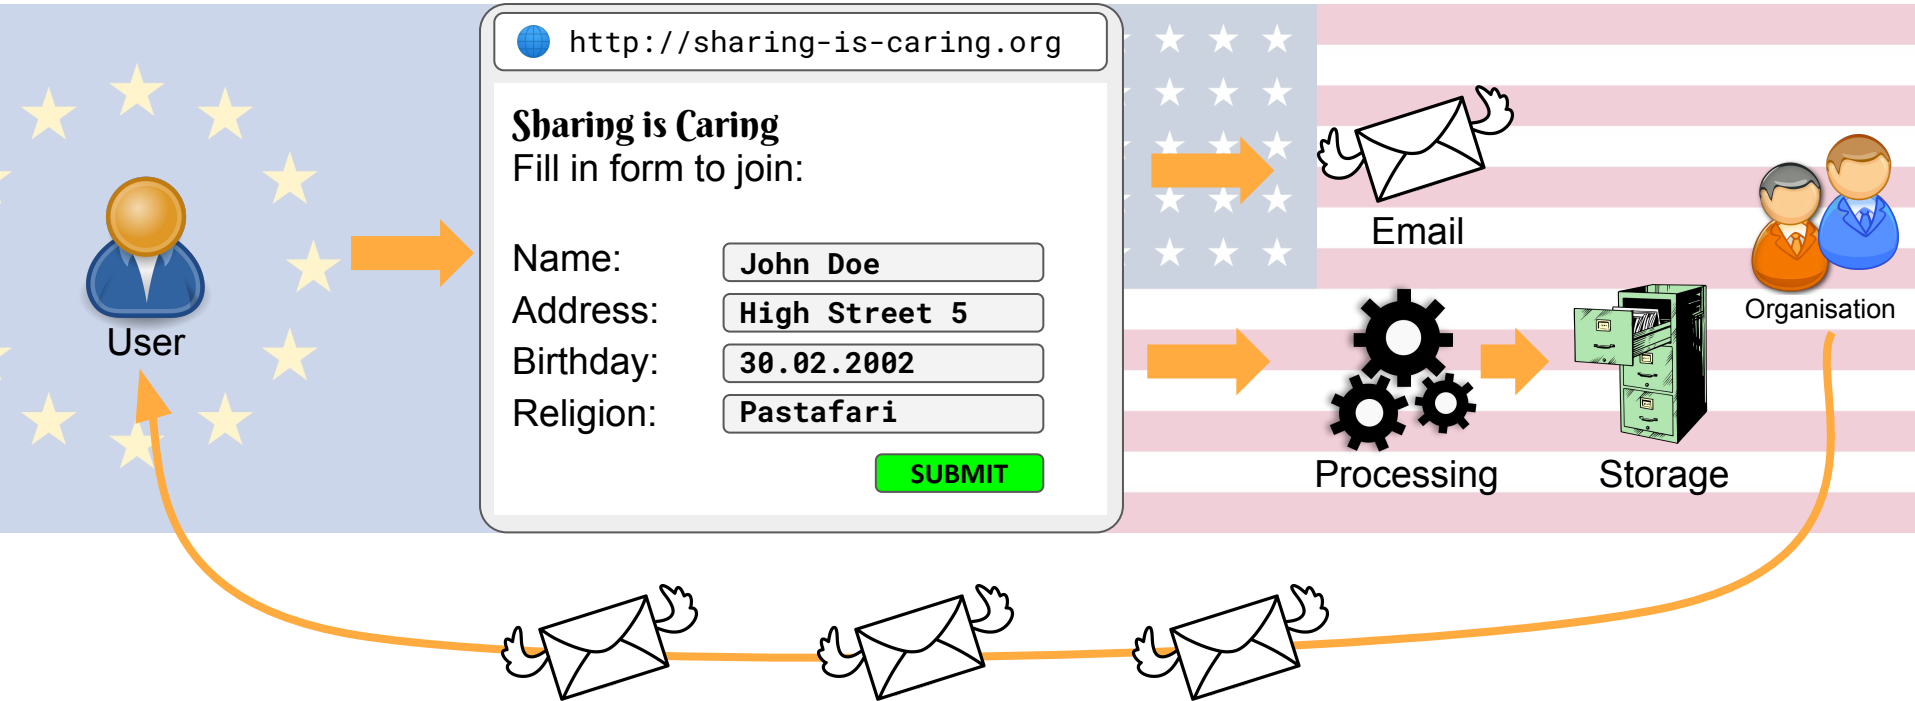 http://sharing-is-caring.org
Sharing is Caring
Fill in form to join:
Name: John Doe
Address: High Street 5
Birthday: 30.02.2002
Religion: Pastafari
SUBMIT
User
Email
Organisation
Processing
Storage